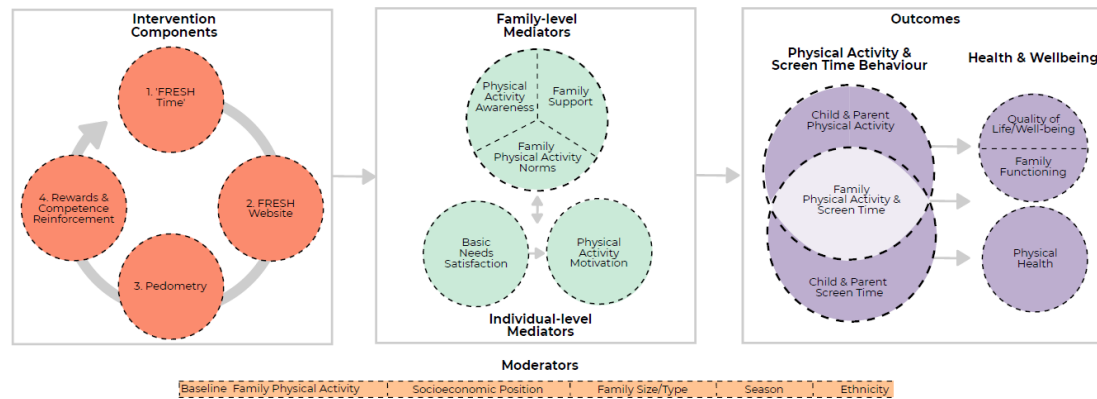 Intervention
Components
1. 'FRESH
Time'
2. FRESH
Website
3. Pedometry
4. Rewards &
Competence
Reinforcement
Family-level
Mediators
Physical
Activity
Awareness
Family
Support
Family
Physical Activity
Norms
Basic
Needs
Satisfaction
Physical
Activity
Motivation
Individual-level
Mediators
Outcomes
Physical Activity &
Screen Time Behaviour
Health & Wellbeing
Child & Parent
Physical Activity
Family
Physical Activity &
Screen Time
Child & Parent
Screen Time
Quality of
Life/Well-being
Family
Functioning
Physical
Health
Moderators
Baseline Family Physical Activity Socioeconomic Position Family Size/Type Season Ethnicity